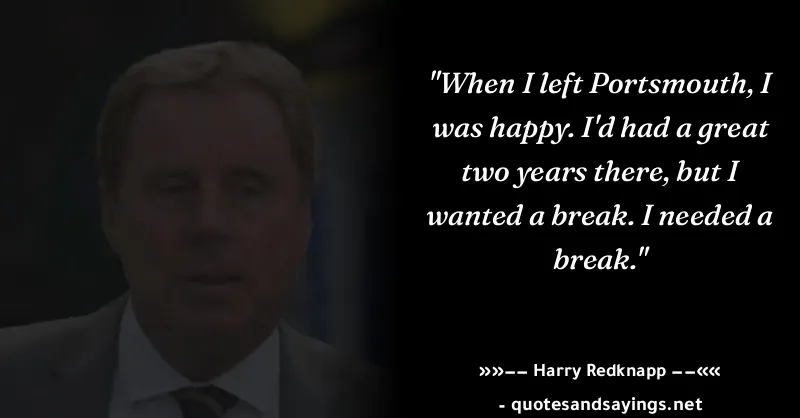 "When I left Portsmouth, I
was happy. I'd had a great
two years there, but I
wanted a break. I needed a
break."
»»–– Harry Redknapp ––««
- quotesandsayings.net